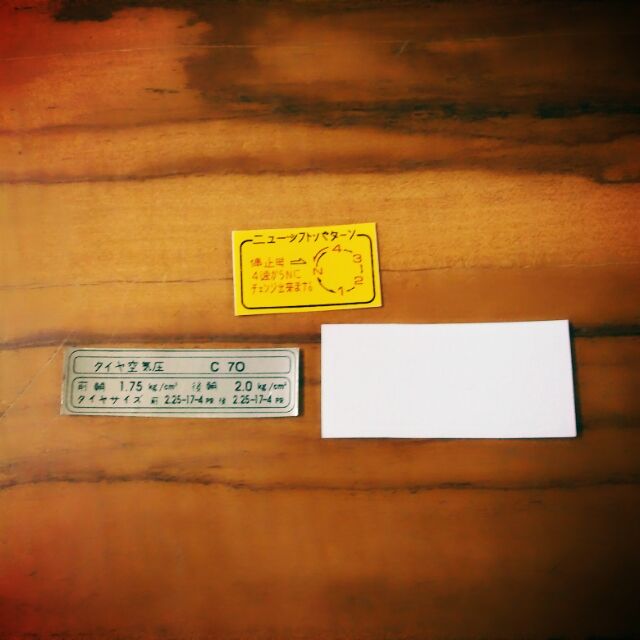 ニューシフトパターン
停止時⇒
4速からNに
チェンジ出来ます
N 4 3 2 1
タイヤ空気圧 C 70
前輪 1.75 kg/cm² 後輪 2.0 kg/cm²
タイヤサイズ 前 2.25-17-4 PR 後 2.25-17-4 PR